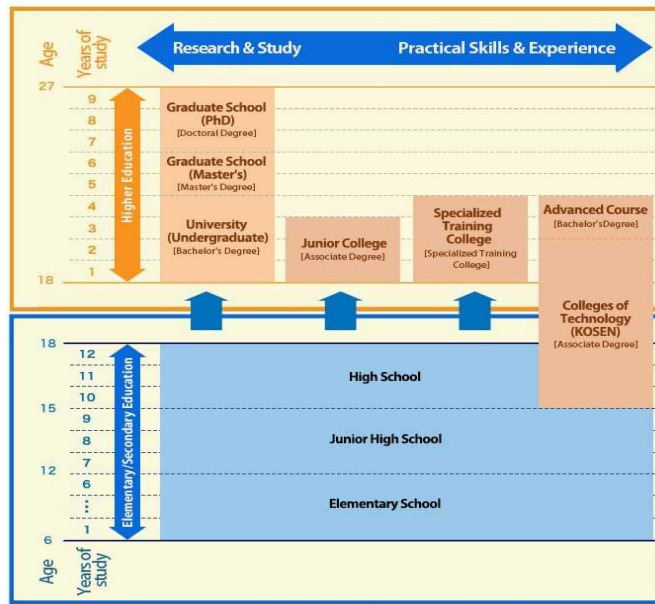 Age
Years of
study
Research & Study
Practical Skills & Experience
27
9
8
7
6
5
4
3
2
1
18
Higher Education
Graduate School
(PhD)
[Doctoral Degree]
Graduate School
(Master's)
[Master's Degree]
University
(Undergraduate)
[Bachelor's Degree]
Junior College
[Associate Degree]
Specialized
Training
College
[Specialized Training
College]
Advanced Course
[Bachelor'sDegree]
Colleges of
Technology
(KOSEN)
[Associate Degree]
18
12
11
10
15
9
8
7
12
6
⋮
1
6
Elementary/Secondary Education
High School
Junior High School
Elementary School
Age
Years of
study